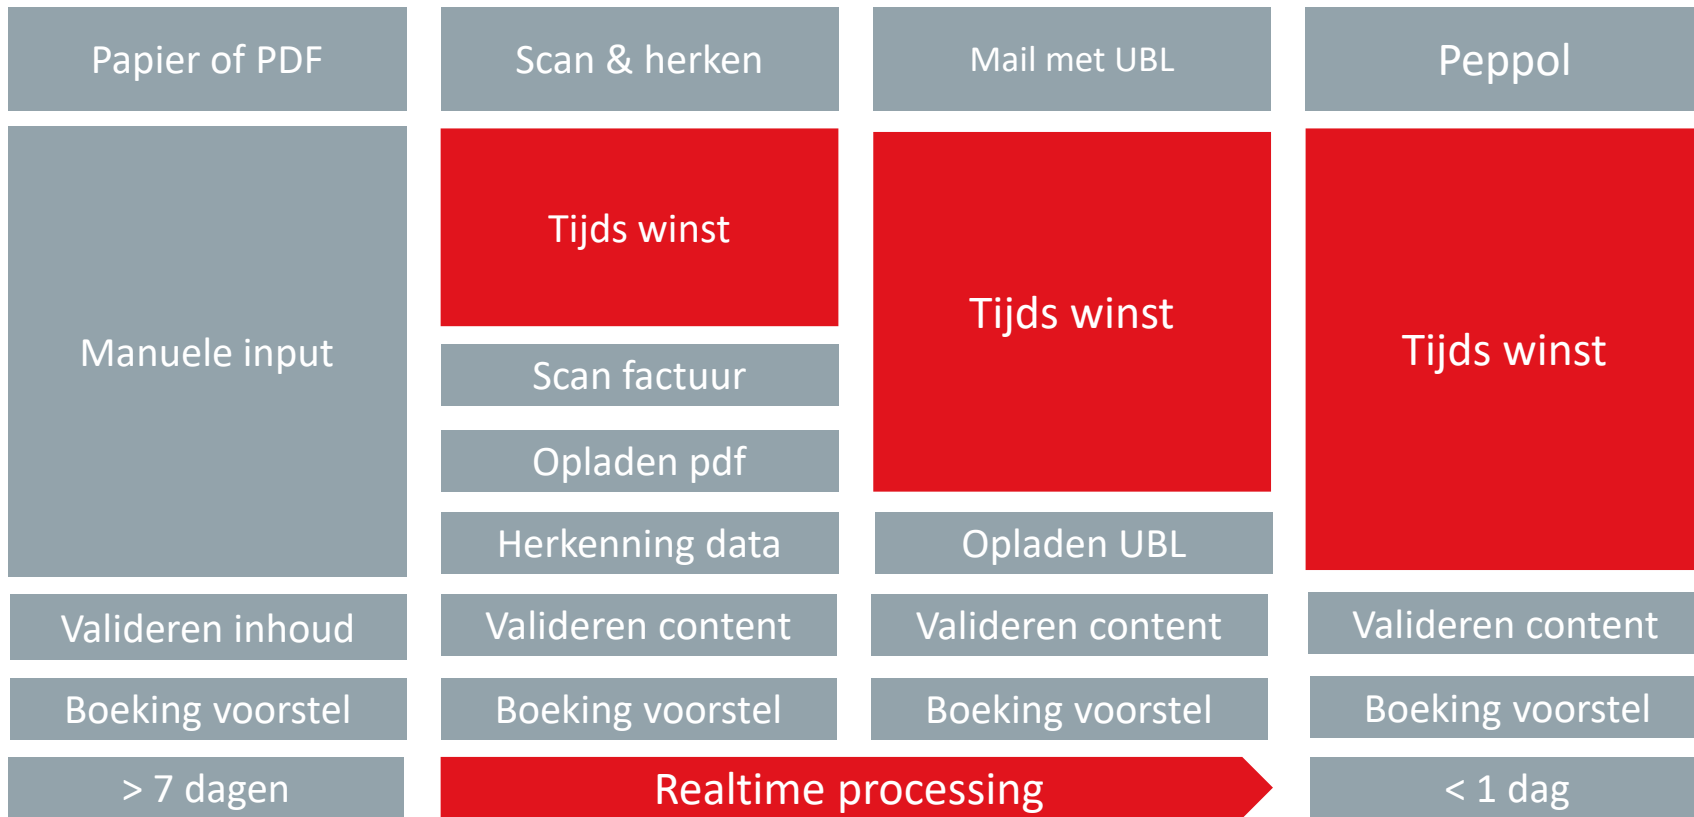 Papier of PDF
Scan & herken
Mail met UBL
Peppol
Manuele input
Tijds winst
Tijds winst
Tijds winst
Scan factuur
Opladen pdf
Herkenning data
Opladen UBL
Valideren inhoud
Valideren content
Valideren content
Valideren content
Boeking voorstel
Boeking voorstel
Boeking voorstel
Boeking voorstel
> 7 dagen
Realtime processing
< 1 dag